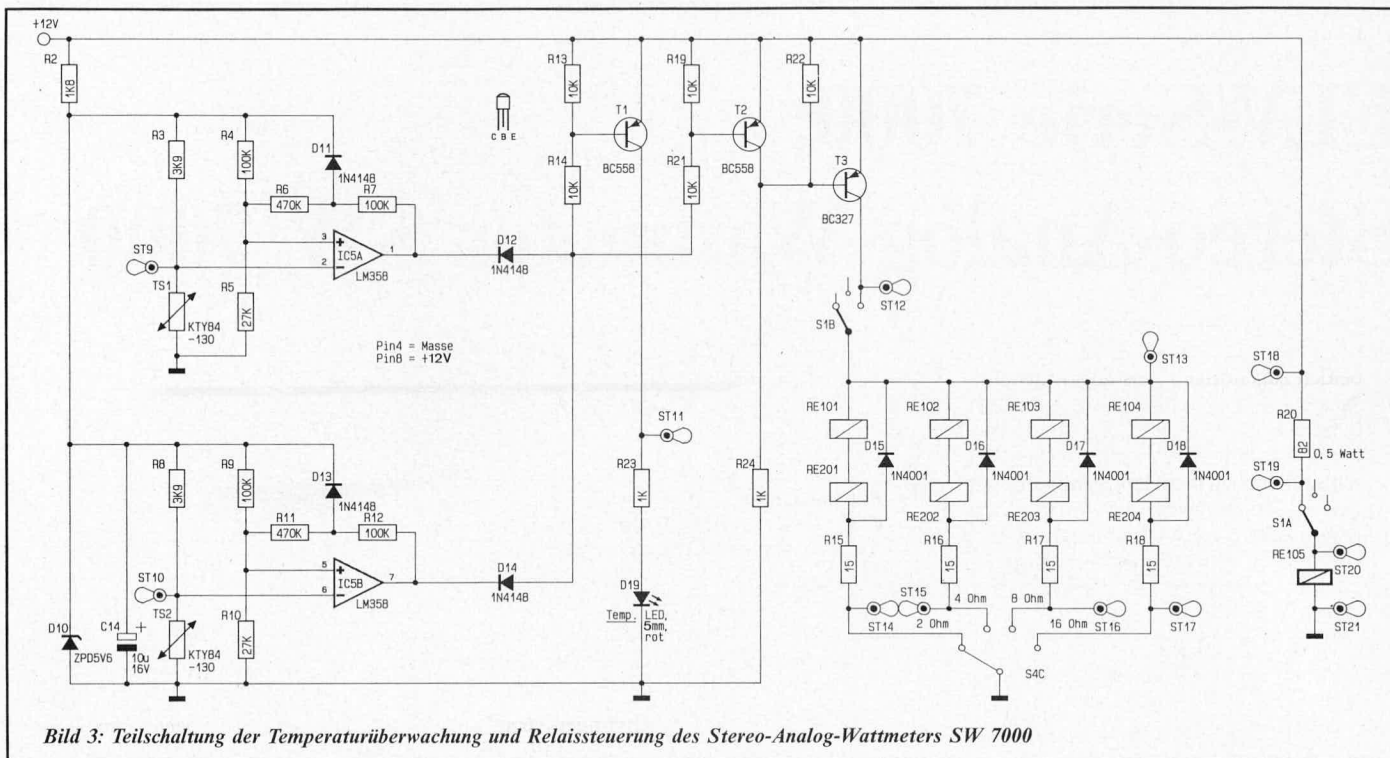 +12V
R2
1K8
R3
3K9
R4
100K
D11
1N4148
R6
470K
R7
100K
ST9
TS1
KTY84
-130
R5
27K
3
2
1
IC5A
LM358
Pin4 = Masse
Pin8 = +12V
C B E
D12
1N4148
R13
10K
R14
10K
T1
BC558
R19
10K
R21
10K
T2
BC558
R22
10K
T3
BC327
S1B
ST12
ST13
RE101
RE201
D15
1N4001
R15
15
RE102
RE202
D16
1N4001
R16
15
RE103
RE203
D17
1N4001
R17
15
RE104
RE204
D18
1N4001
R18
15
ST14
ST15
2 Ohm
4 Ohm
8 Ohm
ST16
16 Ohm
ST17
S4C
ST18
R20
82
0,5 Watt
ST19
S1A
RE105
ST20
ST21
R8
3K9
R9
100K
D13
1N4148
R11
470K
R12
100K
ST10
TS2
KTY84
-130
R10
27K
5
6
7
IC5B
LM358
D14
1N4148
D10
ZPD5V6
C14
+
10u
16V
ST11
R23
1K
R24
1K
D19
Temp. LED,
5mm,
rot
Bild 3: Teilschaltung der Temperaturüberwachung und Relaissteuerung des Stereo-Analog-Wattmeters SW 7000